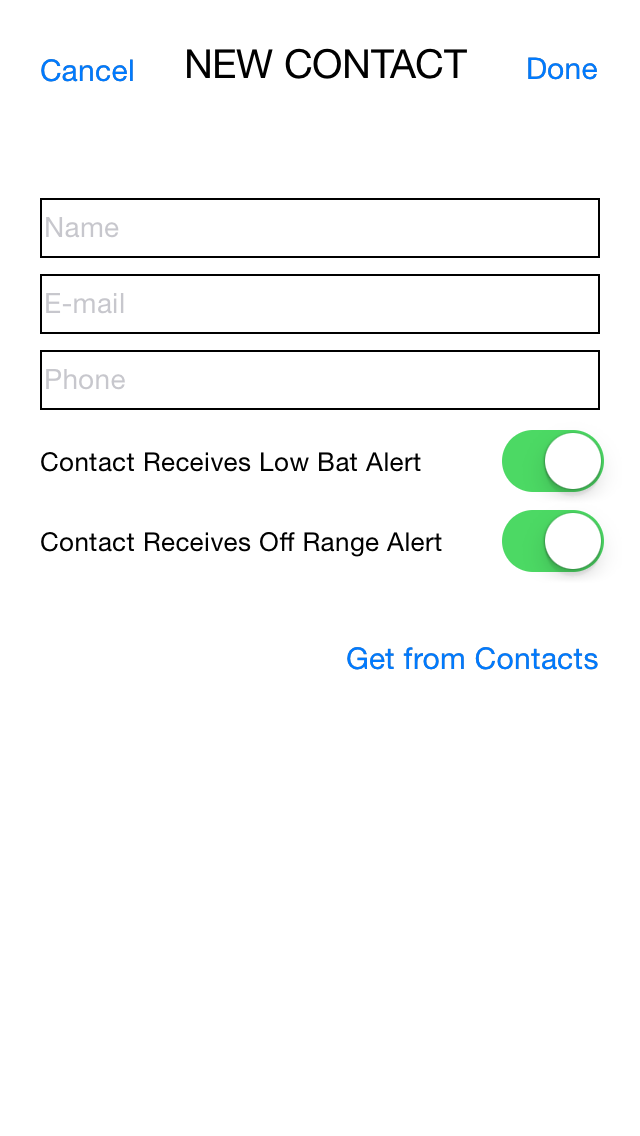 Cancel NEW CONTACT Done
Name
E-mail
Phone
Contact Receives Low Bat Alert
Contact Receives Off Range Alert
Get from Contacts